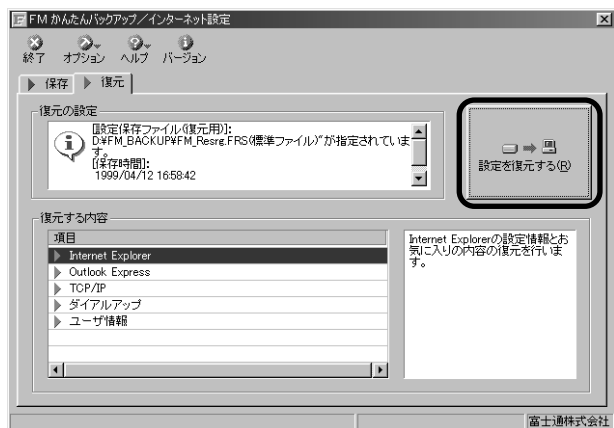 FMかんたんバックアップ／インターネット設定
終了 オプション ヘルプ バージョン
保存 復元
復元の設定
[設定保存ファイル(復元用)]:
D:¥FM_BACKUP¥FM_Resrg.FRS(標準ファイル)"が指定されていま
す。
[保存時間]:
1999/04/12 16:58:42
設定を復元する(R)
復元する内容
項目
Internet Explorer
Outlook Express
TCP/IP
ダイアルアップ
ユーザ情報
Internet Explorerの設定情報とお
気に入りの内容の復元を行いま
す。
富士通株式会社